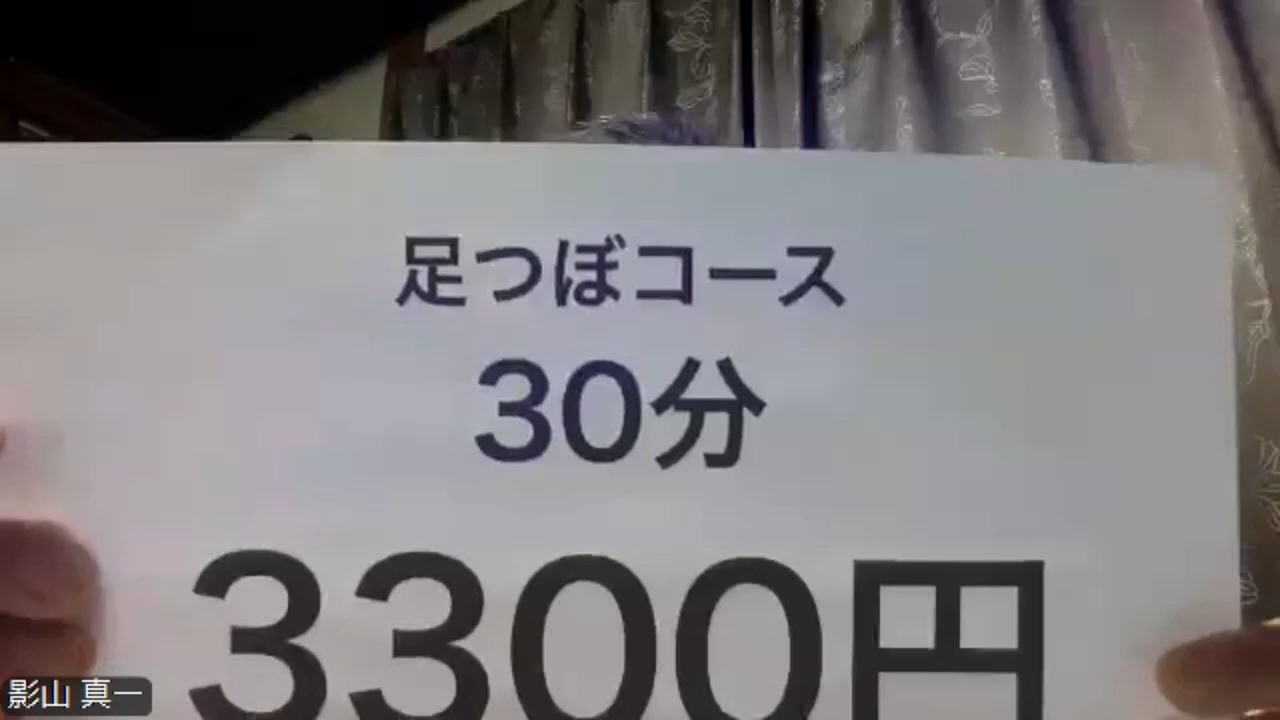 足つぼコース
30分
3300円
影山 真一